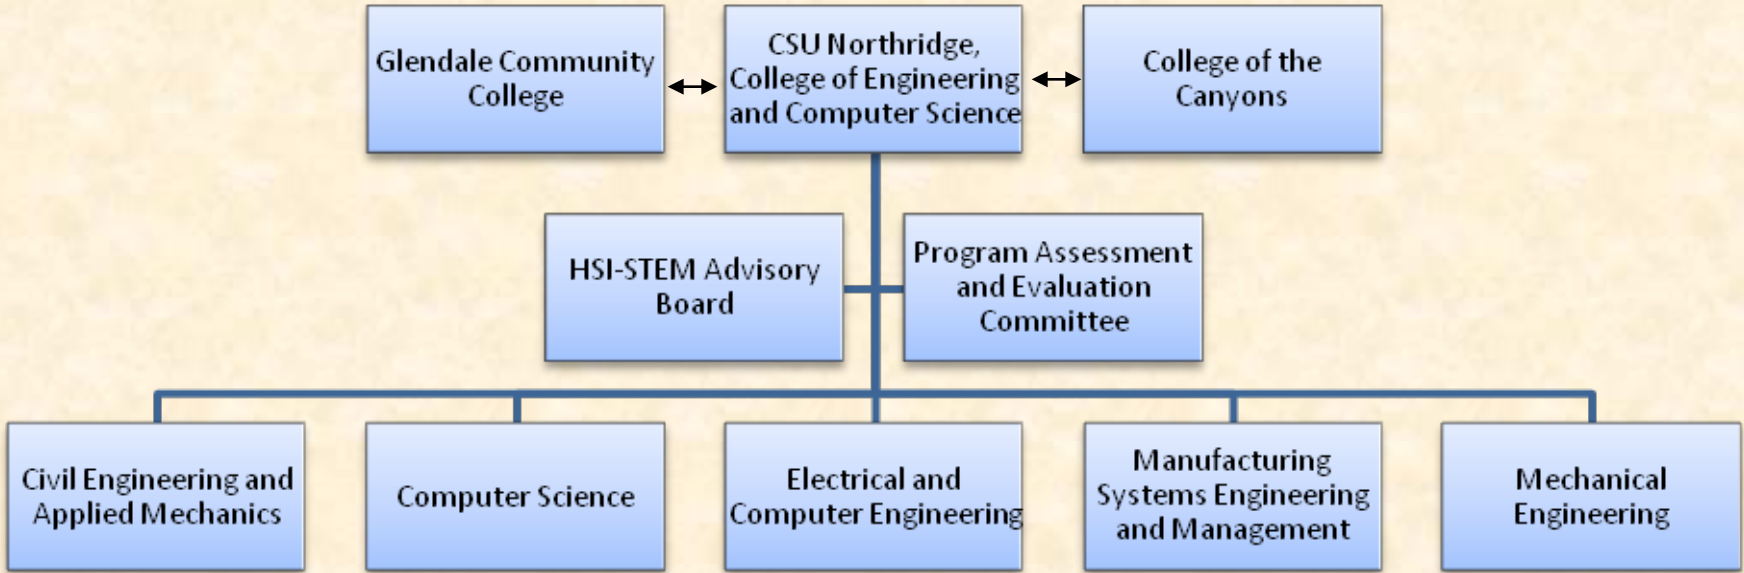 Glendale Community
College
CSU Northridge,
College of Engineering
and Computer Science
College of the
Canyons
HSI-STEM Advisory
Board
Program Assessment
and Evaluation
Committee
Civil Engineering and
Applied Mechanics
Computer Science
Electrical and
Computer Engineering
Manufacturing
Systems Engineering
and Management
Mechanical
Engineering